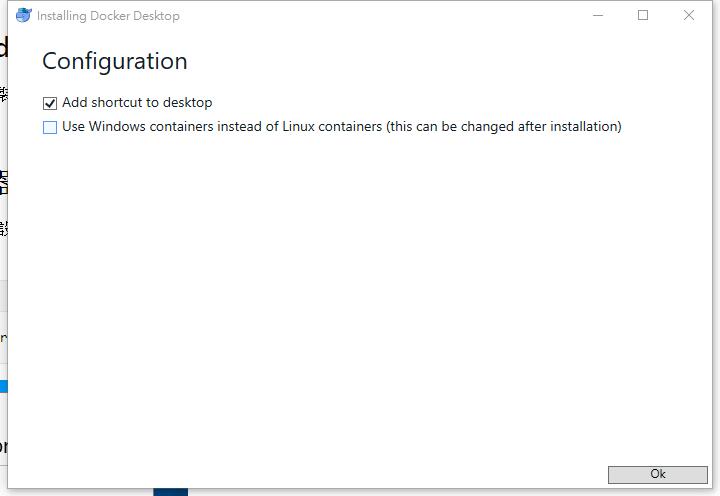 Installing Docker Desktop
Configuration
Add shortcut to desktop
Use Windows containers instead of Linux containers (this can be changed after installation)
Ok